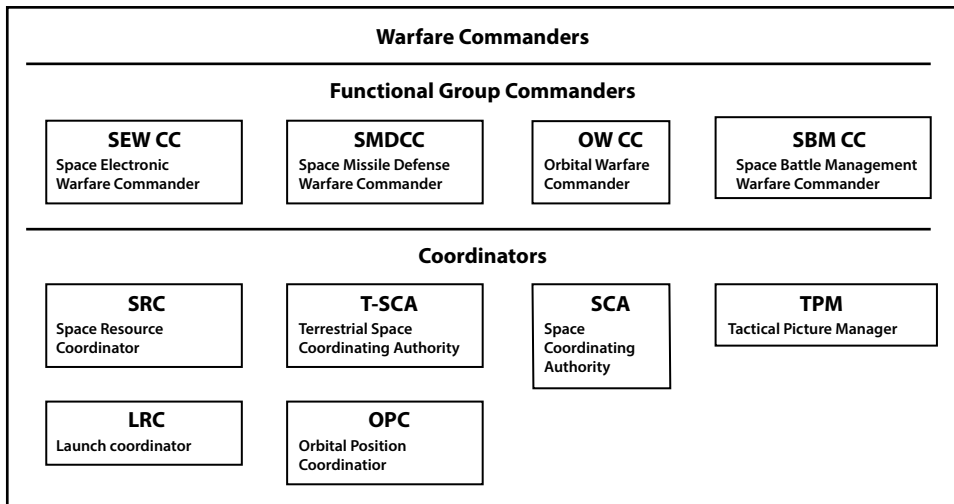 Warfare Commanders
Functional Group Commanders
SEW CC
Space Electronic
Warfare Commander
SMDCC
Space Missile Defense
Warfare Commander
OW CC
Orbital Warfare
Commander
SBM CC
Space Battle Management
Warfare Commander
Coordinators
SRC
Space Resource
Coordinator
T-SCA
Terrestrial Space
Coordinating Authority
SCA
Space
Coordinating
Authority
TPM
Tactical Picture Manager
LRC
Launch coordinator
OPC
Orbital Position
Coordinatior